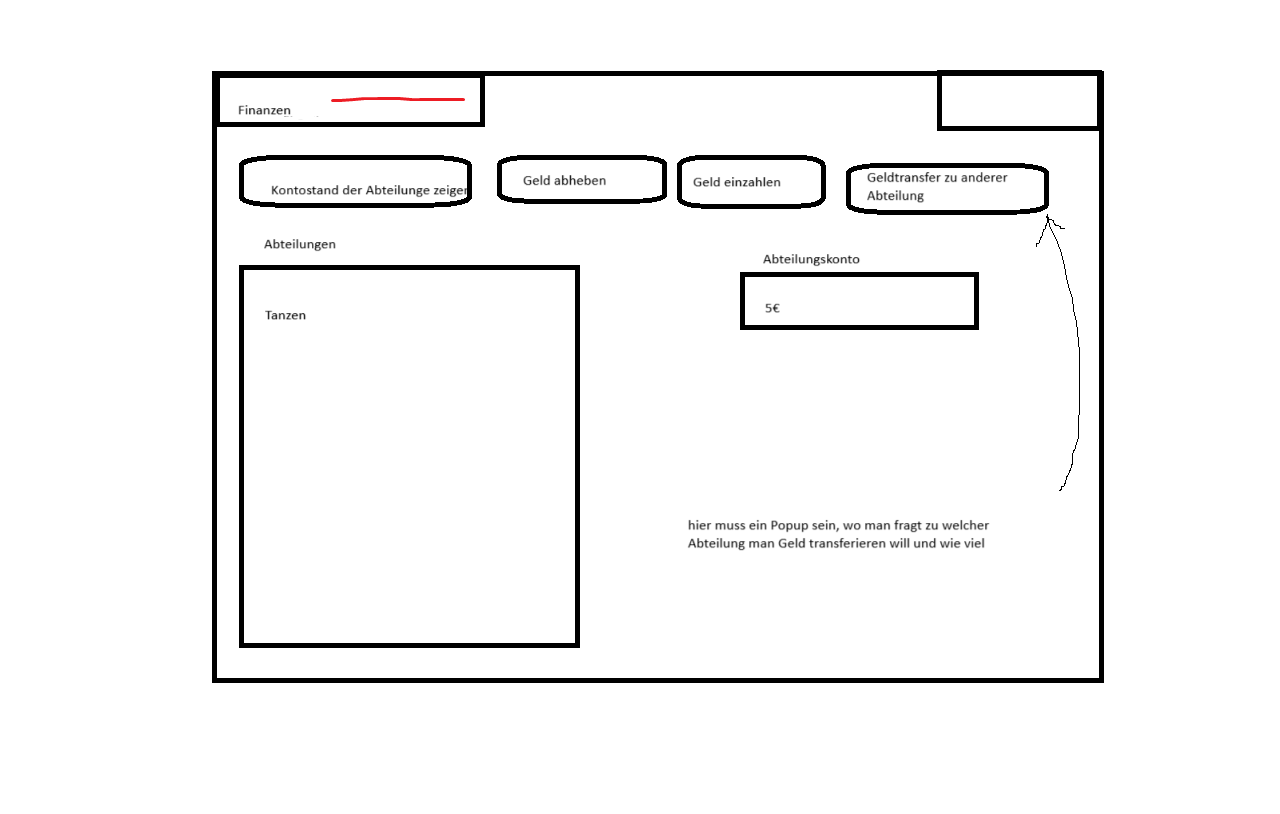 Finanzen
Kontostand der Abteilunge zeigen
Geld abheben
Geld einzahlen
Geldtransfer zu anderer
Abteilung
Abteilungen
Abteilungskonto
Tanzen
5€
hier muss ein Popup sein, wo man fragt zu welcher
Abteilung man Geld transferieren will und wie viel